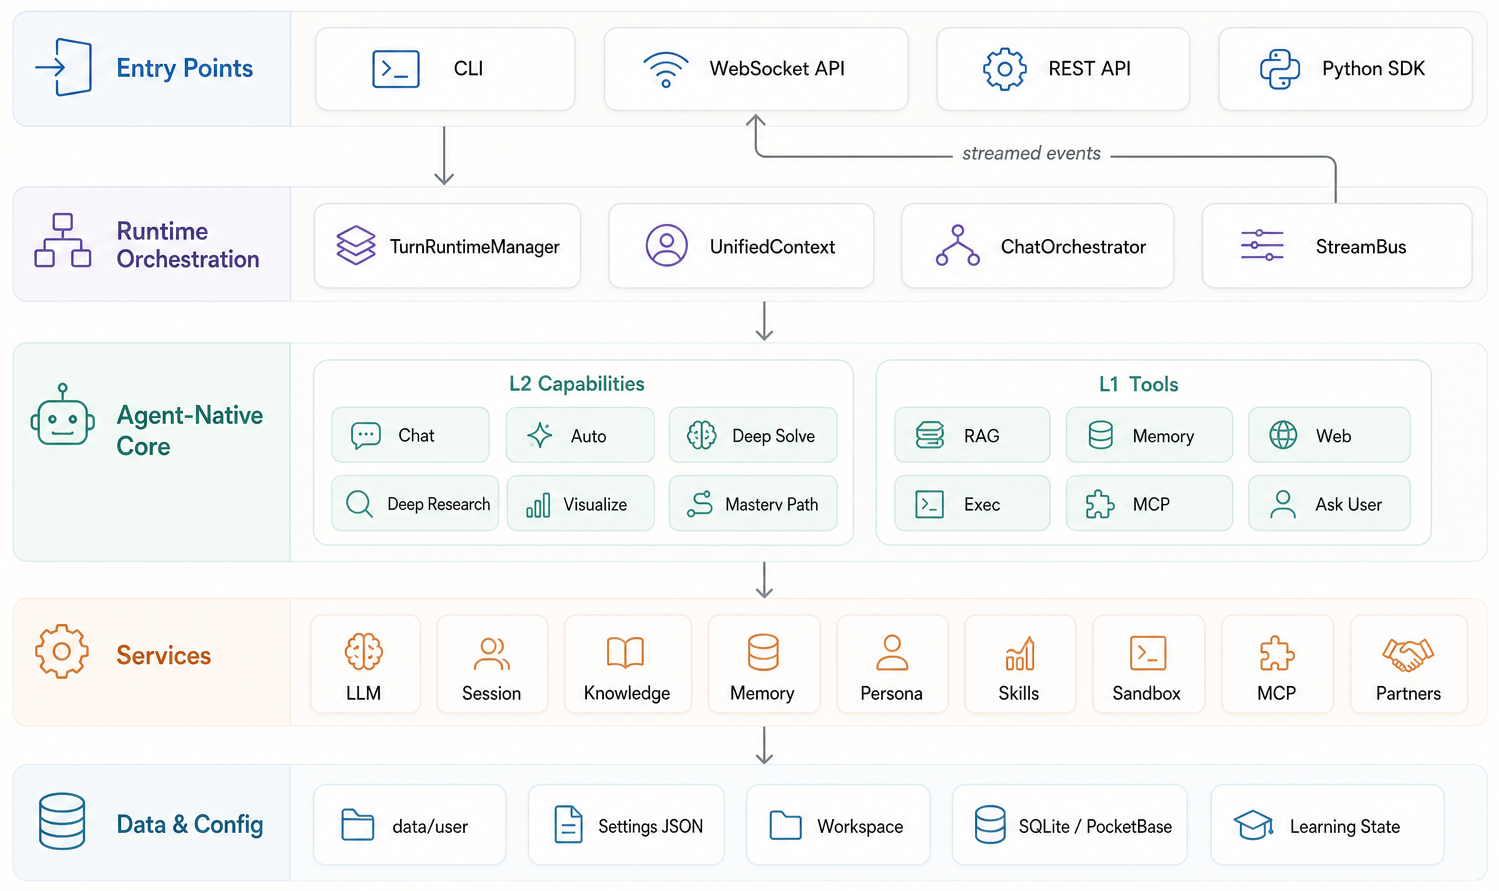 Entry Points
CLI
WebSocket API
REST API
Python SDK
streamed events
Runtime
Orchestration
TurnRuntimeManager
UnifiedContext
ChatOrchestrator
StreamBus
Agent-Native
Core
L2 Capabilities
Chat
Auto
Deep Solve
Deep Research
Visualize
Masterv Path
L1 Tools
RAG
Memory
Web
Exec
MCP
Ask User
Services
LLM
Session
Knowledge
Memory
Persona
Skills
Sandbox
MCP
Partners
Data & Config
data/user
Settings JSON
Workspace
SQLite / PocketBase
Learning State